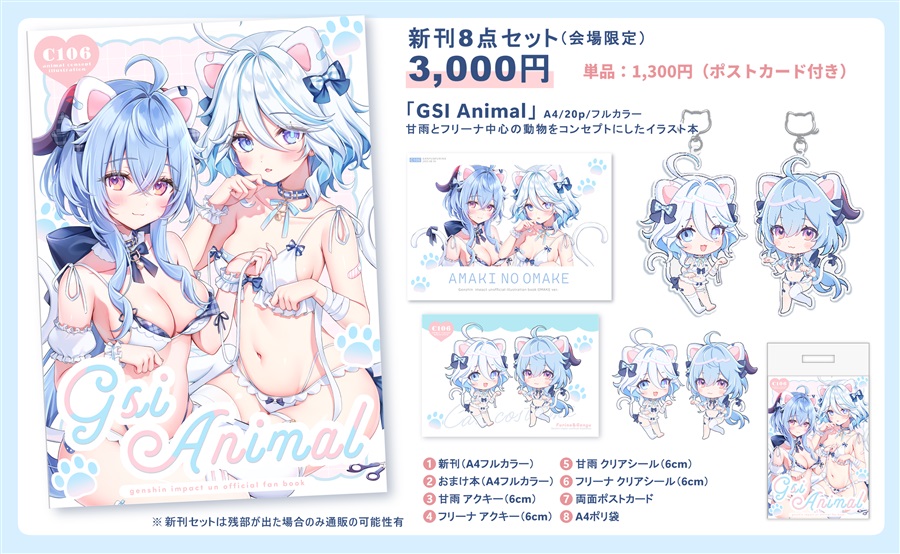 C106
新刊8点セット（会場限定）
3,000円
単品：1,300円（ポストカード付き）
「GSI Animal」 A4/20p/フルカラー
甘雨とフリーナ中心の動物をコンセプトにしたイラスト本
AMAKI NO OMAKE
C106
Gsi
Animal
genshin impact un official fan book
① 新刊（A4フルカラー）
② おまけ本（A4フルカラー）
③ 甘雨 アクキー（6cm）
④ フリーナ アクキー（6cm）
⑤ 甘雨 クリアシール（6cm）
⑥ フリーナ クリアシール（6cm）
⑦ 両面ポストカード
⑧ A4ポリ袋
C106
Gsi
Animal
※新刊セットは残部が出た場合のみ通販の可能性有